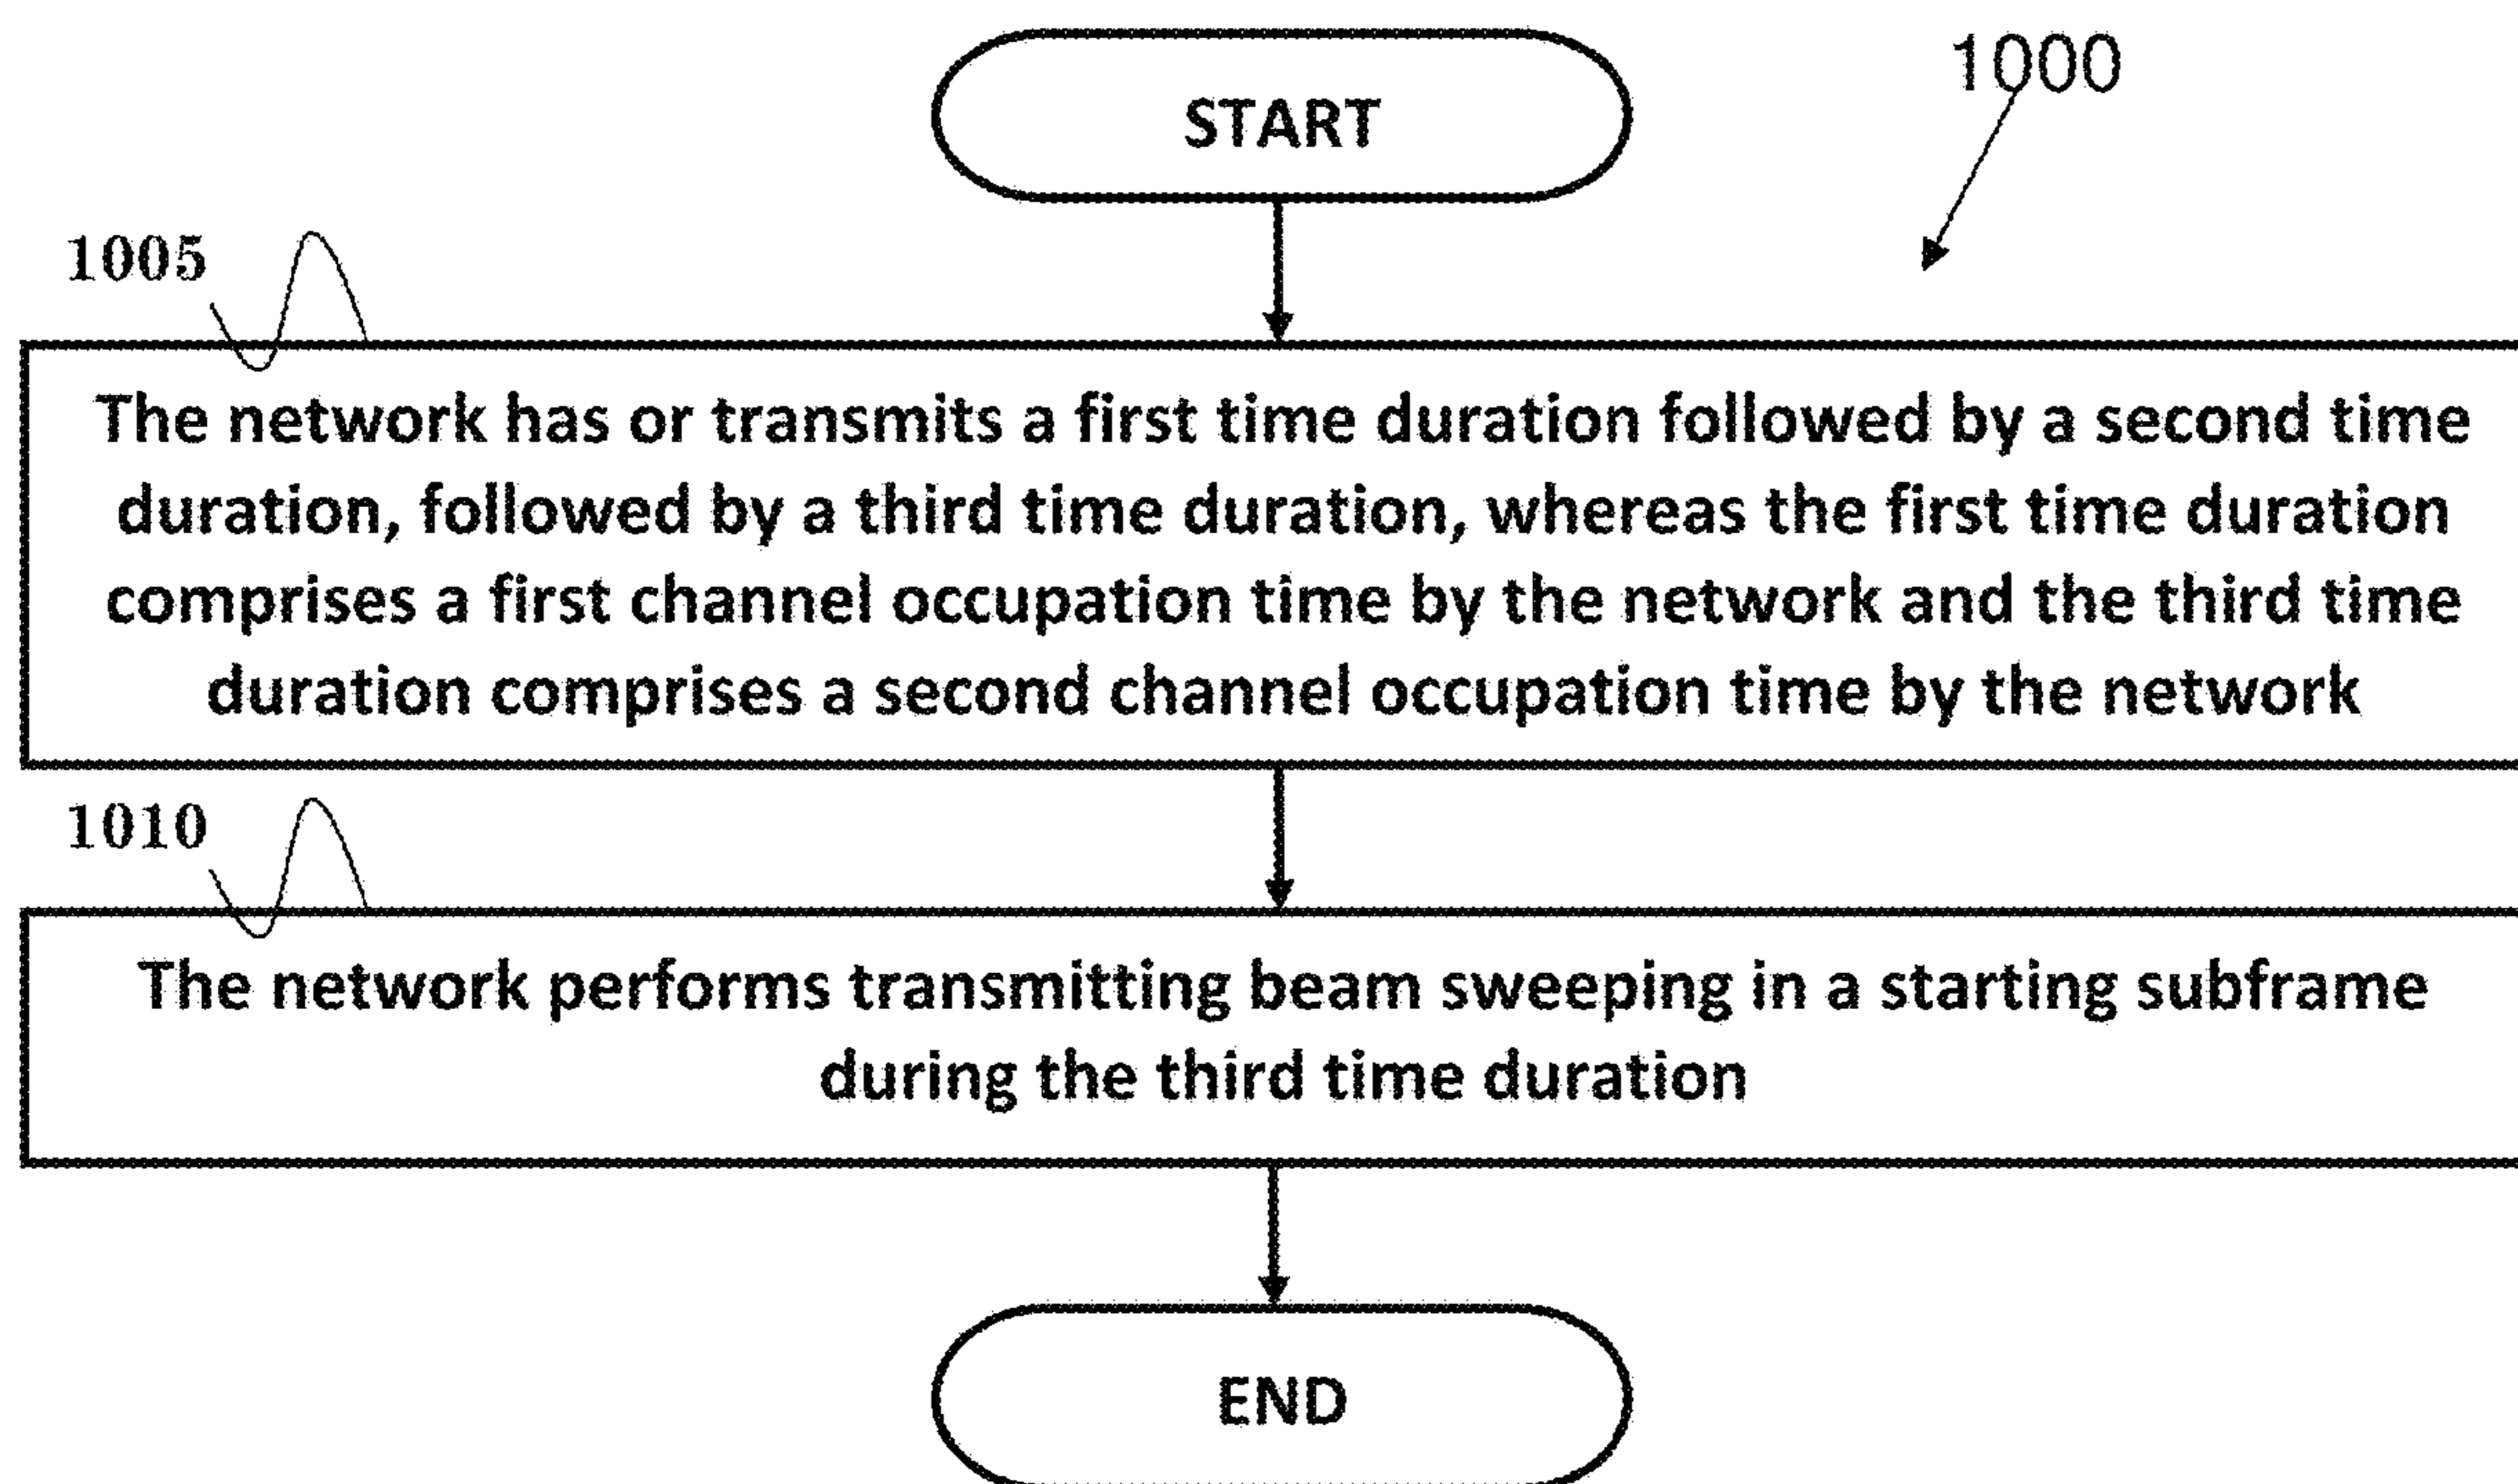 START
1000
1005
The network has or transmits a first time duration followed by a second time
duration, followed by a third time duration, whereas the first time duration
comprises a first channel occupation time by the network and the third time
duration comprises a second channel occupation time by the network
1010
The network performs transmitting beam sweeping in a starting subframe
during the third time duration
END